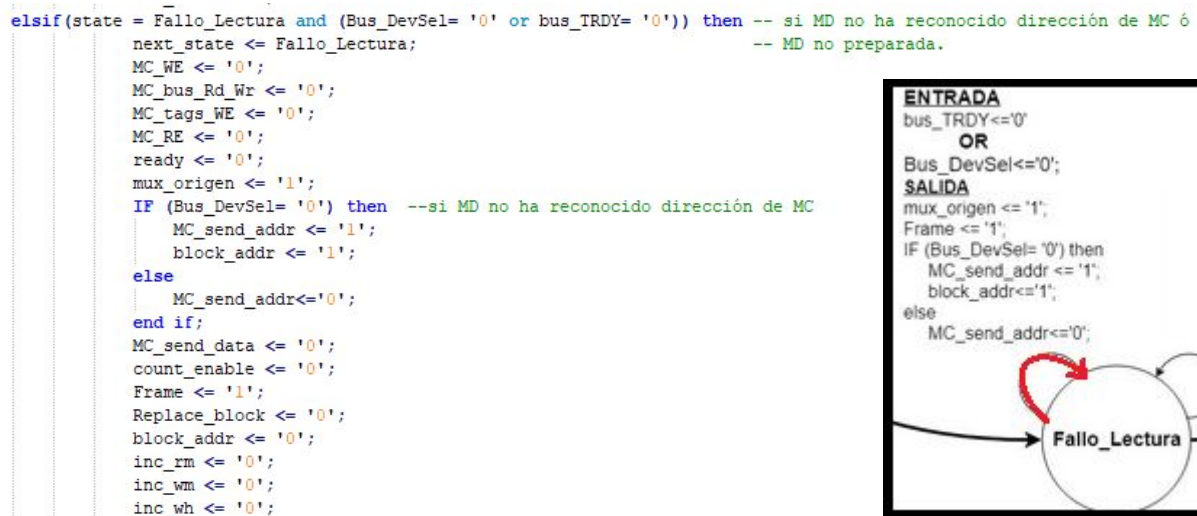 elsif(state = Fallo_Lectura and (Bus_DevSel= '0' or bus_TRDY= '0')) then -- si MD no ha reconocido dirección de MC ó
next_state <= Fallo_Lectura; -- MD no preparada.
MC_WE <= '0';
MC_bus_Rd_Wr <= '0';
MC_tags_WE <= '0';
MC_RE <= '0';
ready <= '0';
mux_origen <= '1';
IF (Bus_DevSel= '0') then --si MD no ha reconocido dirección de MC
MC_send_addr <= '1';
block_addr <= '1';
else
MC_send_addr<='0';
end if;
MC_send_data <= '0';
count_enable <= '0';
Frame <= '1';
Replace_block <= '0';
block_addr <= '0';
inc_rm <= '0';
inc_wm <= '0';
inc_wh <= '0';
ENTRADA
bus_TRDY<='0'
OR
Bus_DevSel<='0';
SALIDA
mux_origen <= '1';
Frame <= '1';
IF (Bus_DevSel= '0') then
MC_send_addr <= '1';
block_addr<='1';
else
MC_send_addr<='0';
Fallo_Lectura